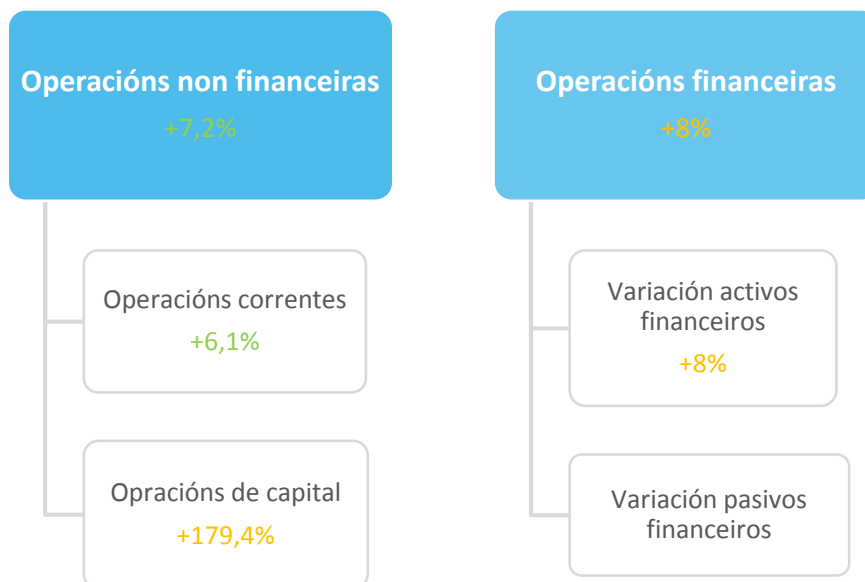 Operacións non financeiras
+7,2%
Operacións correntes
+6,1%
Opracións de capital
+179,4%
Operacións financeiras
+8%
Variación activos
financeiros
+8%
Variación pasivos
financeiros